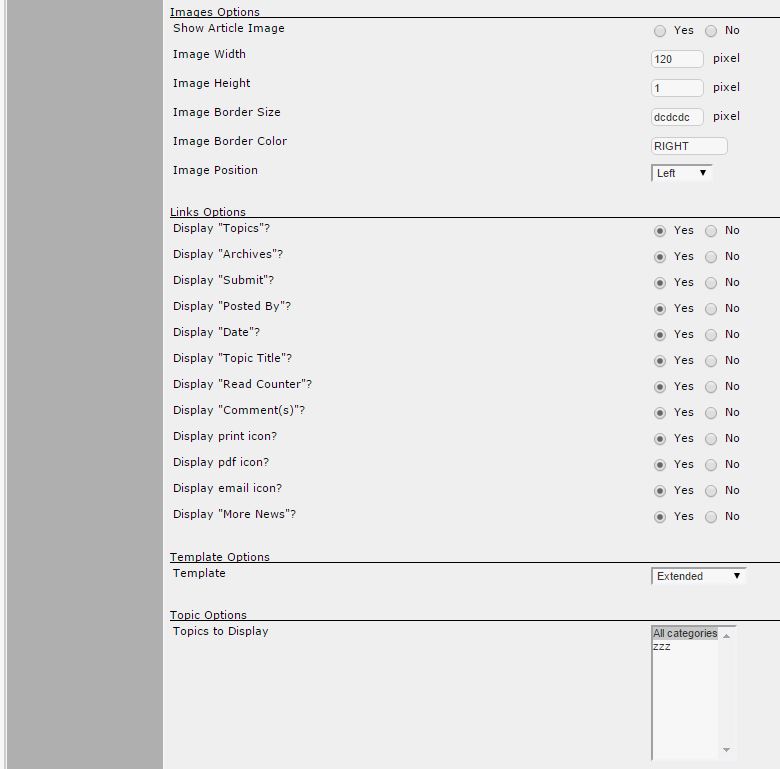 Images Options
Show Article Image Yes No
Image Width 120 pixel
Image Height 1 pixel
Image Border Size dcdcdc pixel
Image Border Color RIGHT
Image Position Left
Links Options
Display "Topics"? Yes No
Display "Archives"? Yes No
Display "Submit"? Yes No
Display "Posted By"? Yes No
Display "Date"? Yes No
Display "Topic Title"? Yes No
Display "Read Counter"? Yes No
Display "Comment(s)"? Yes No
Display print icon? Yes No
Display pdf icon? Yes No
Display email icon? Yes No
Display "More News"? Yes No
Template Options
Template Extended
Topic Options
Topics to Display All categories
zzz